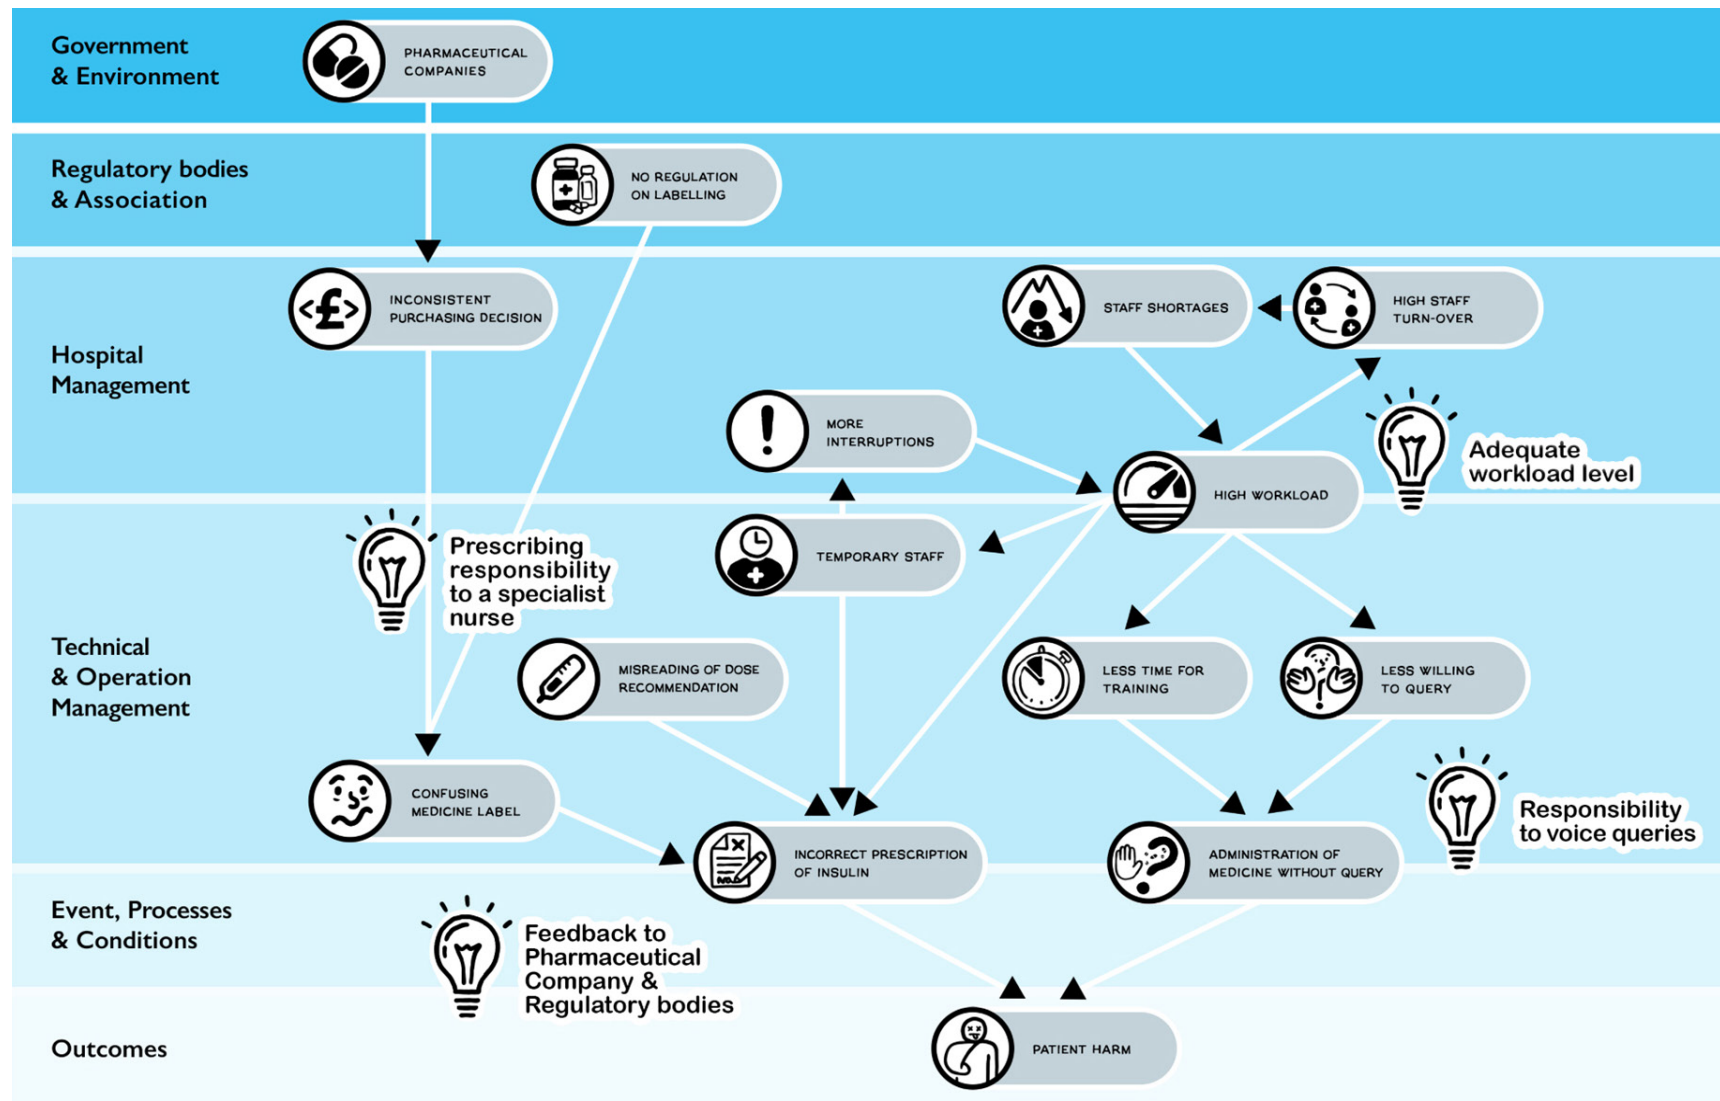 Government
& Environment
PHARMACEUTICAL
COMPANIES
Regulatory bodies
& Association
NO REGULATION
ON LABELLING
Hospital
Management
<£>
INCONSISTENT
PURCHASING DECISION
STAFF SHORTAGES
HIGH STAFF
TURN-OVER
MORE
INTERRUPTIONS
HIGH WORKLOAD
Adequate
workload level
Technical
& Operation
Management
Prescribing
responsibility
to a specialist
nurse
TEMPORARY STAFF
MISREADING OF DOSE
RECOMMENDATION
LESS TIME FOR
TRAINING
LESS WILLING
TO QUERY
CONFUSING
MEDICINE LABEL
INCORRECT PRESCRIPTION
OF INSULIN
ADMINISTRATION OF
MEDICINE WITHOUT QUERY
Responsibility
to voice queries
Event, Processes
& Conditions
Feedback to
Pharmaceutical
Company &
Regulatory bodies
Outcomes
PATIENT HARM